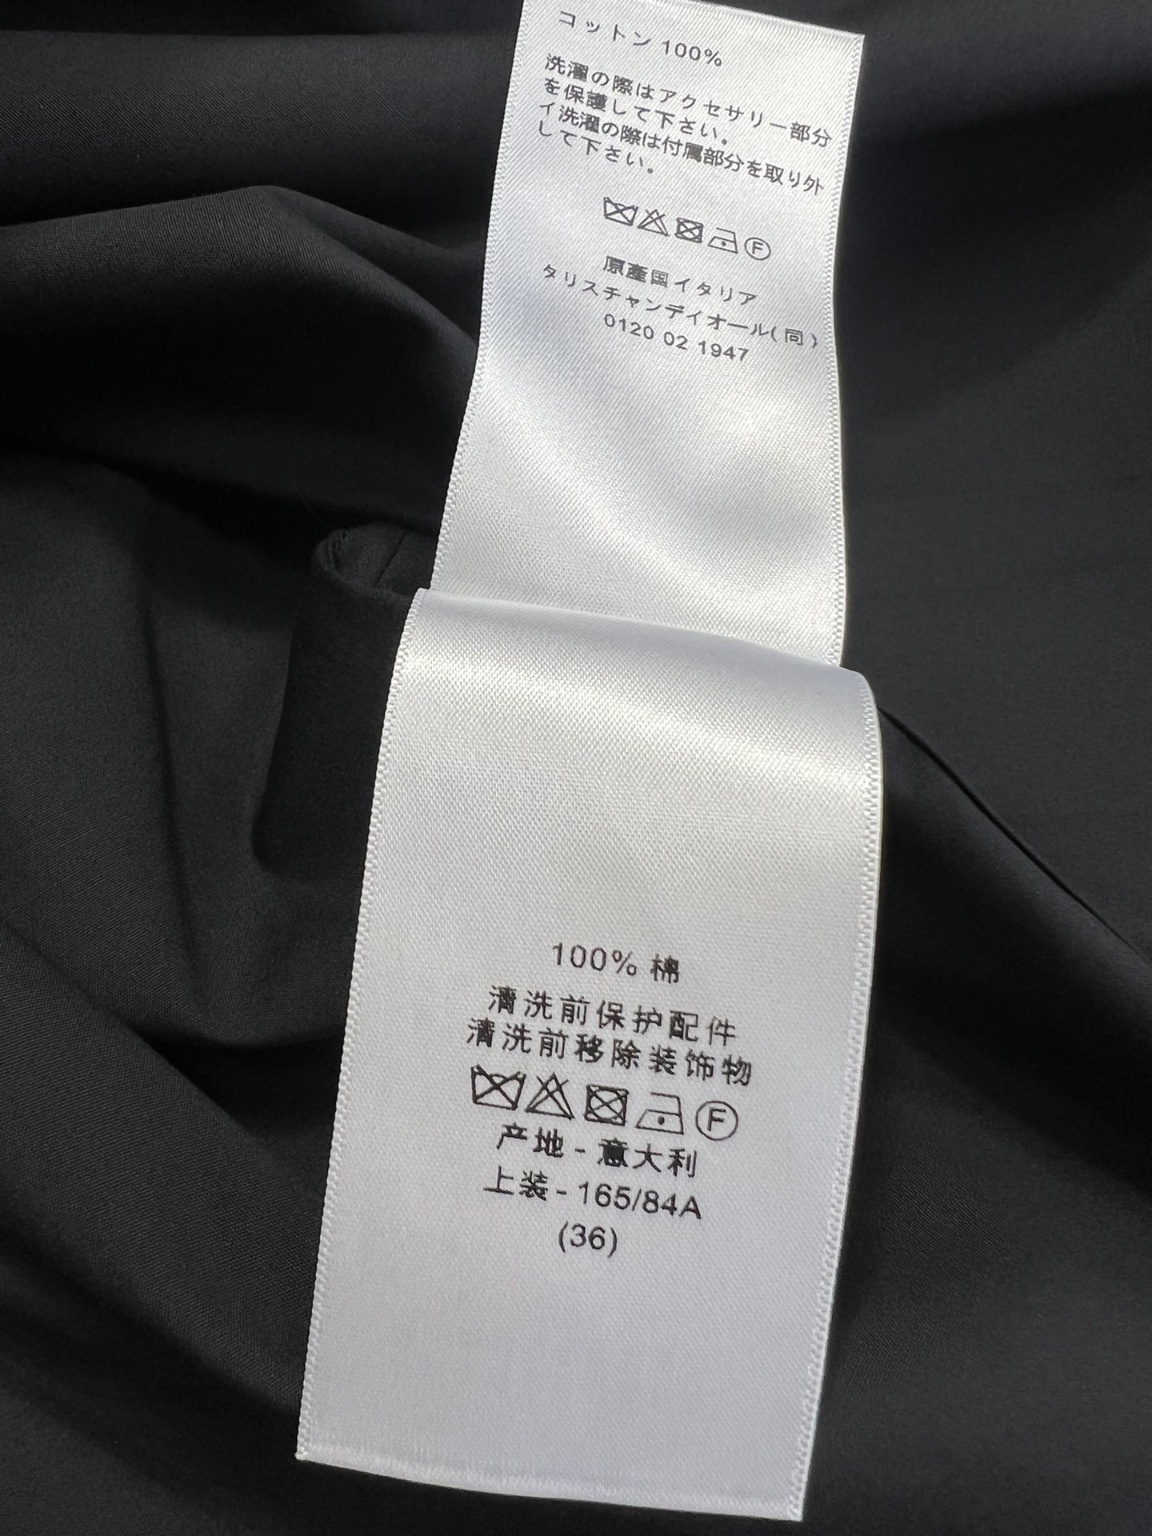 コットン 100%
洗濯の際はアクセサリー部分
を保護して下さい。
イ洗濯の際は付属部分を取り外
して下さい。
F
原産国イタリア
タリスチャンディオール(同)
0120 02 1947
100% 棉
清洗前保护配件
清洗前移除装饰物
F
产地 - 意大利
上装 - 165/84A
(36)